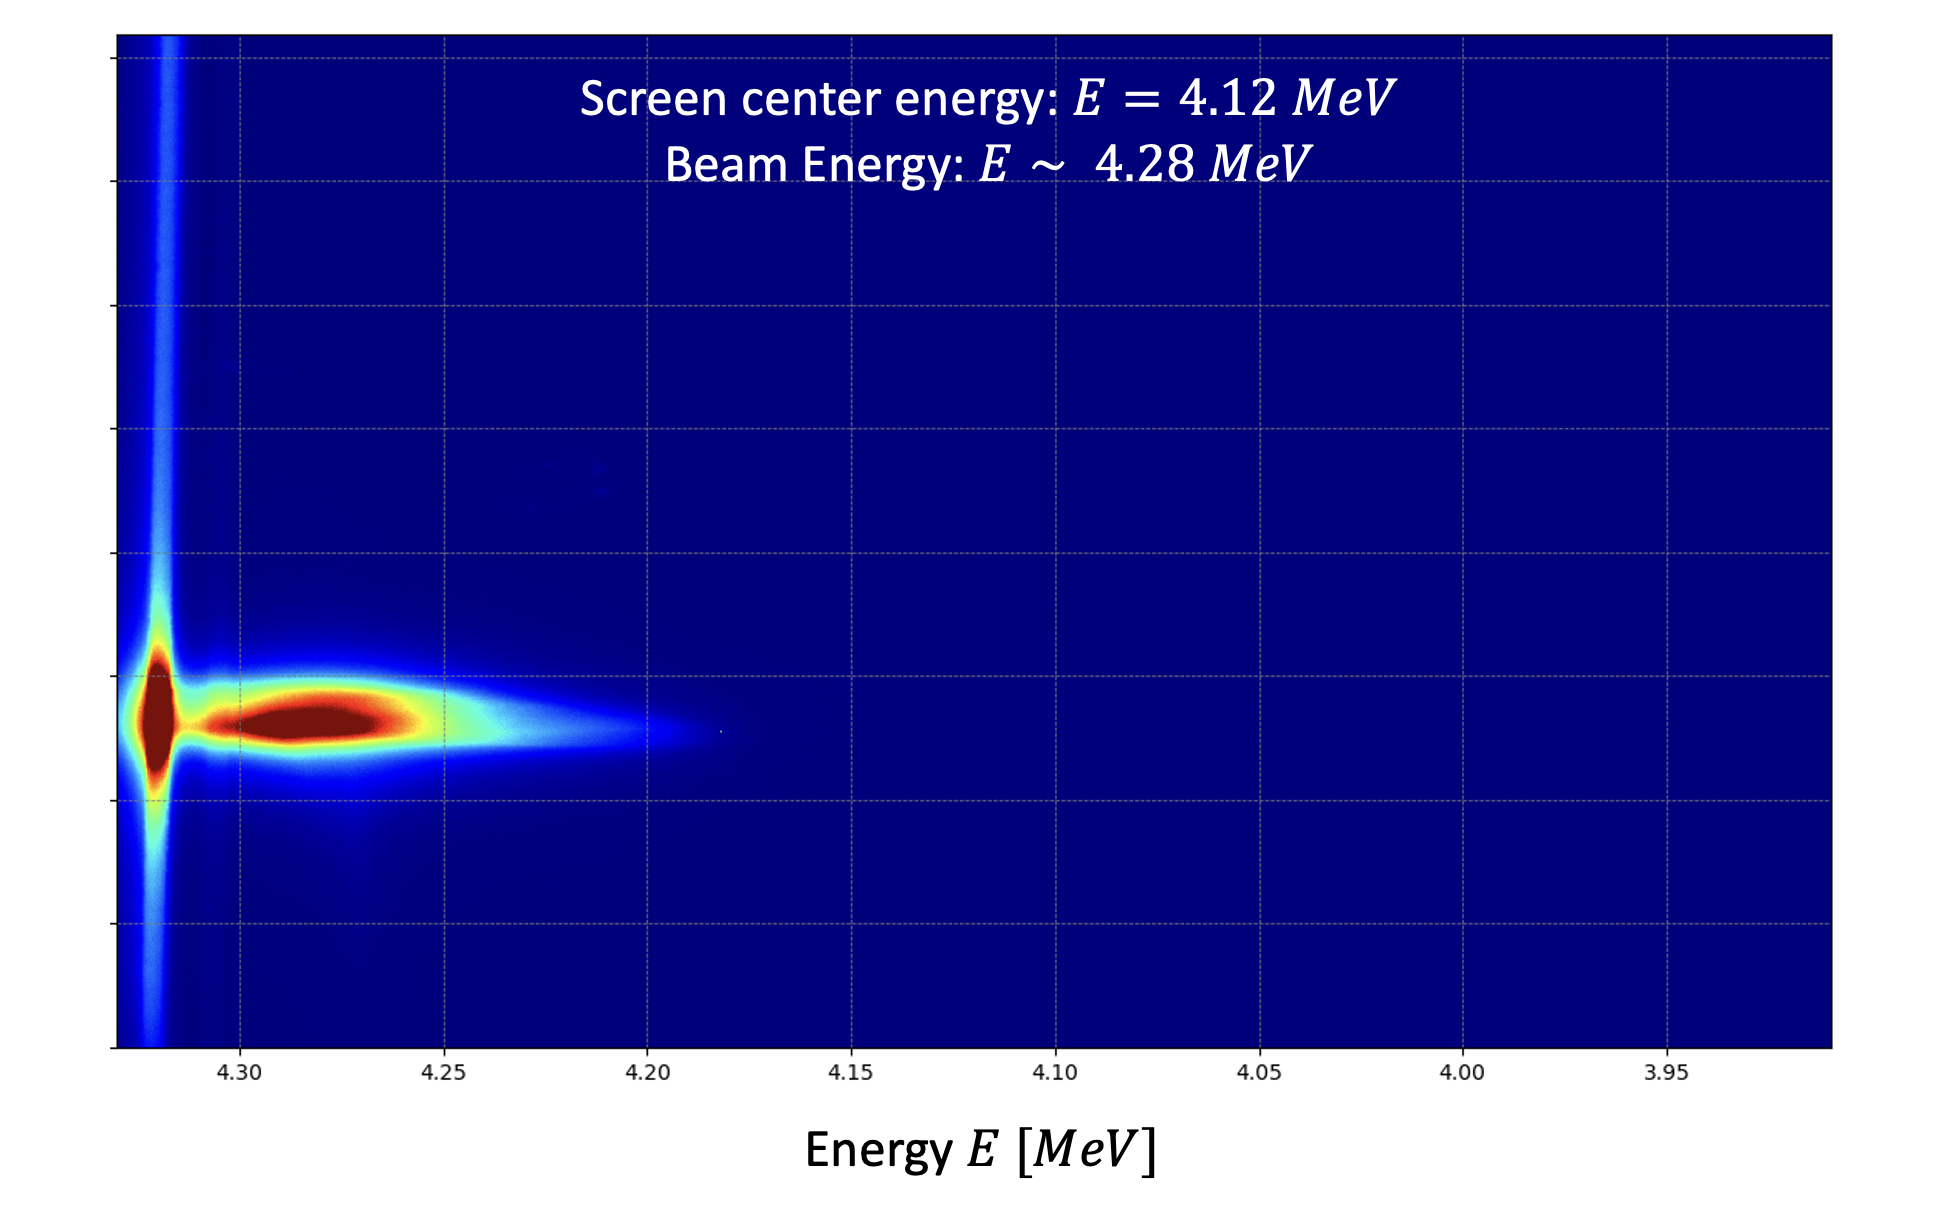 Screen center energy: E = 4.12 MeV
Beam Energy: E ~ 4.28 MeV
4.30 4.25 4.20 4.15 4.10 4.05 4.00 3.95
Energy E [MeV]